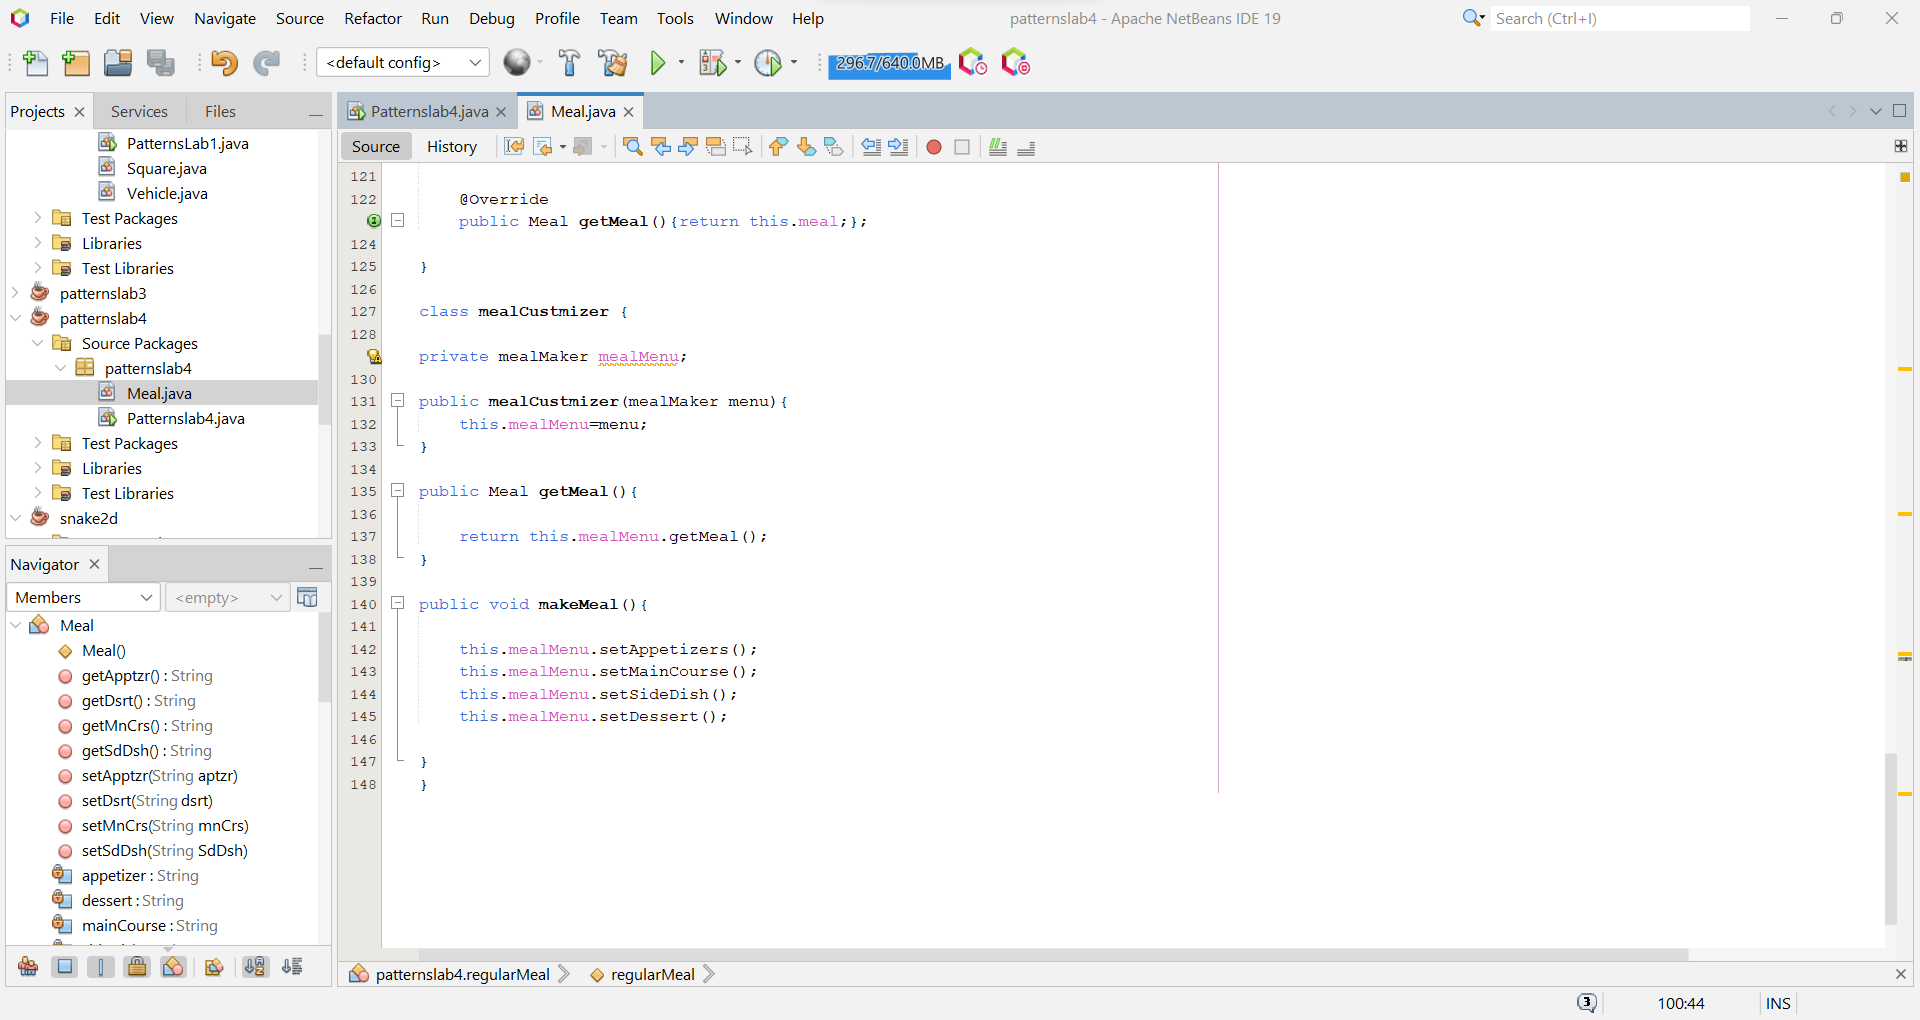 File Edit View Navigate Source Refactor Run Debug Profile Team Tools Window Help
patternslab4 - Apache NetBeans IDE 19
Search (Ctrl+I)
<default config>
296.7/640.0MB
Projects Services Files
PatternsLab1.java
Square.java
Vehicle.java
Test Packages
Libraries
Test Libraries
patternslab3
patternslab4
Source Packages
patternslab4
Meal.java
Patternslab4.java
Test Packages
Libraries
Test Libraries
snake2d
Navigator
Members <empty>
Meal
Meal()
getApptzr() : String
getDsrt() : String
getMnCrs() : String
getSdDsh() : String
setApptzr(String aptzr)
setDsrt(String dsrt)
setMnCrs(String mnCrs)
setSdDsh(String SdDsh)
appetizer : String
dessert : String
mainCourse : String
Patternslab4.java Meal.java
Source History
121
122 @Override
public Meal getMeal(){return this.meal;};
124
125 }
126
127 class mealCustmizer {
128
private mealMaker mealMenu;
130
131 public mealCustmizer(mealMaker menu){
132 this.mealMenu=menu;
133 }
134
135 public Meal getMeal(){
136
137 return this.mealMenu.getMeal();
138 }
139
140 public void makeMeal(){
141
142 this.mealMenu.setAppetizers();
143 this.mealMenu.setMainCourse();
144 this.mealMenu.setSideDish();
145 this.mealMenu.setDessert();
146
147 }
148 }
patternslab4.regularMeal regularMeal
3 100:44 INS